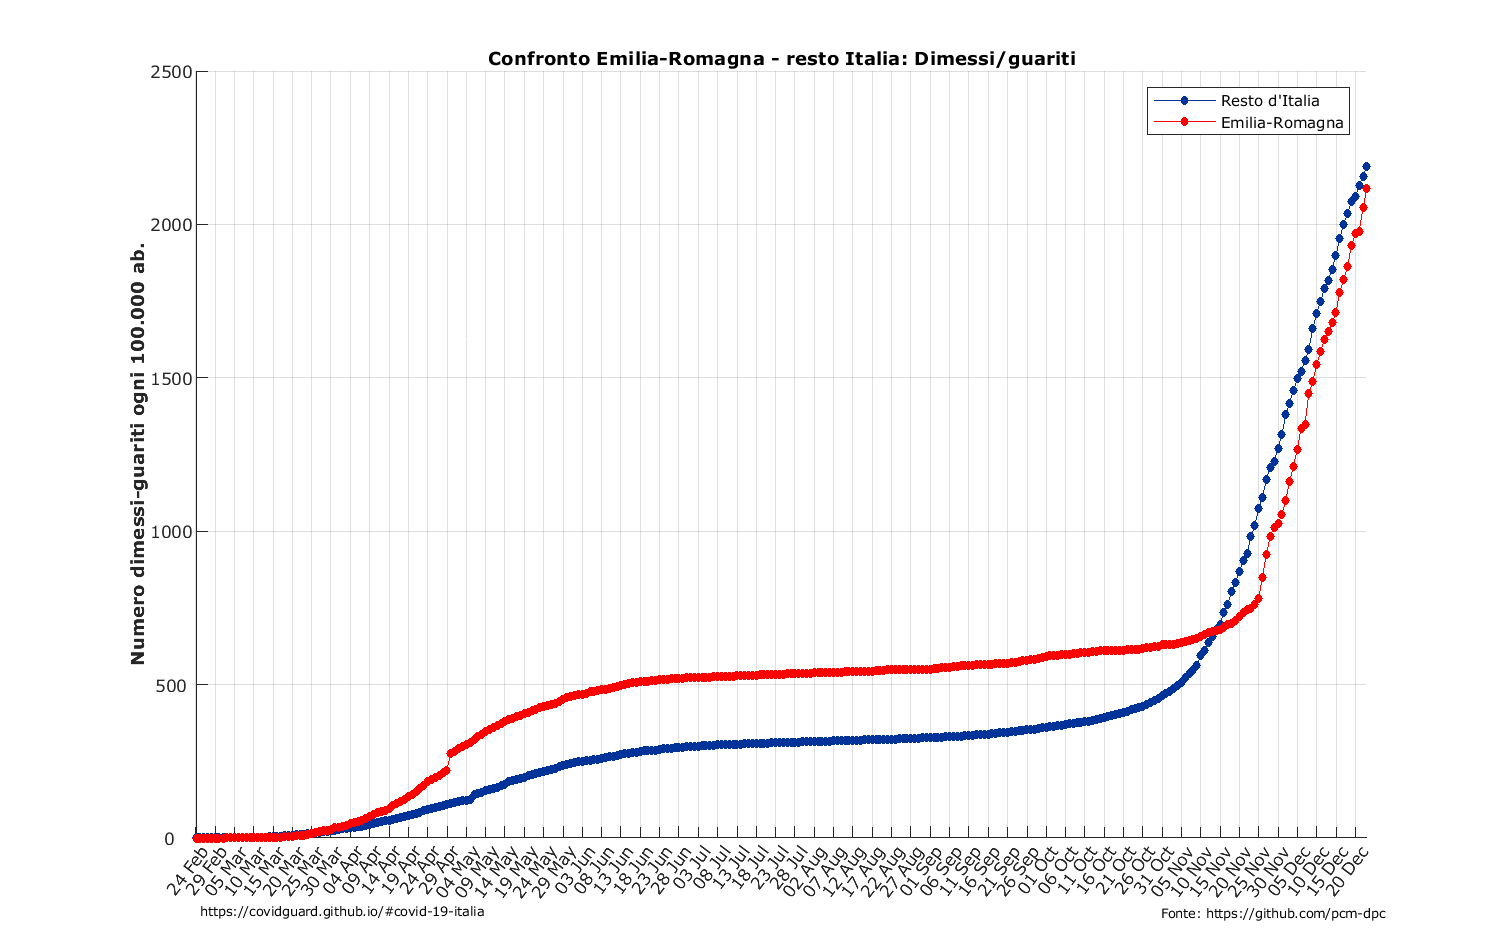 Confronto Emilia-Romagna - resto Italia: Dimessi/guariti
Resto d'Italia
Emilia-Romagna
Numero dimessi-guariti ogni 100.000 ab.
2500
2000
1500
1000
500
0
24 Feb
29 Feb
05 Mar
10 Mar
15 Mar
20 Mar
25 Mar
30 Mar
04 Apr
09 Apr
14 Apr
19 Apr
24 Apr
29 Apr
04 May
09 May
14 May
19 May
24 May
29 May
03 Jun
08 Jun
13 Jun
18 Jun
23 Jun
28 Jun
03 Jul
08 Jul
13 Jul
18 Jul
23 Jul
28 Jul
02 Aug
07 Aug
12 Aug
17 Aug
22 Aug
27 Aug
01 Sep
06 Sep
11 Sep
16 Sep
21 Sep
26 Sep
01 Oct
06 Oct
11 Oct
16 Oct
21 Oct
26 Oct
31 Oct
05 Nov
10 Nov
15 Nov
20 Nov
25 Nov
30 Nov
05 Dec
10 Dec
15 Dec
20 Dec
https://covidguard.github.io/#covid-19-italia
Fonte: https://github.com/pcm-dpc